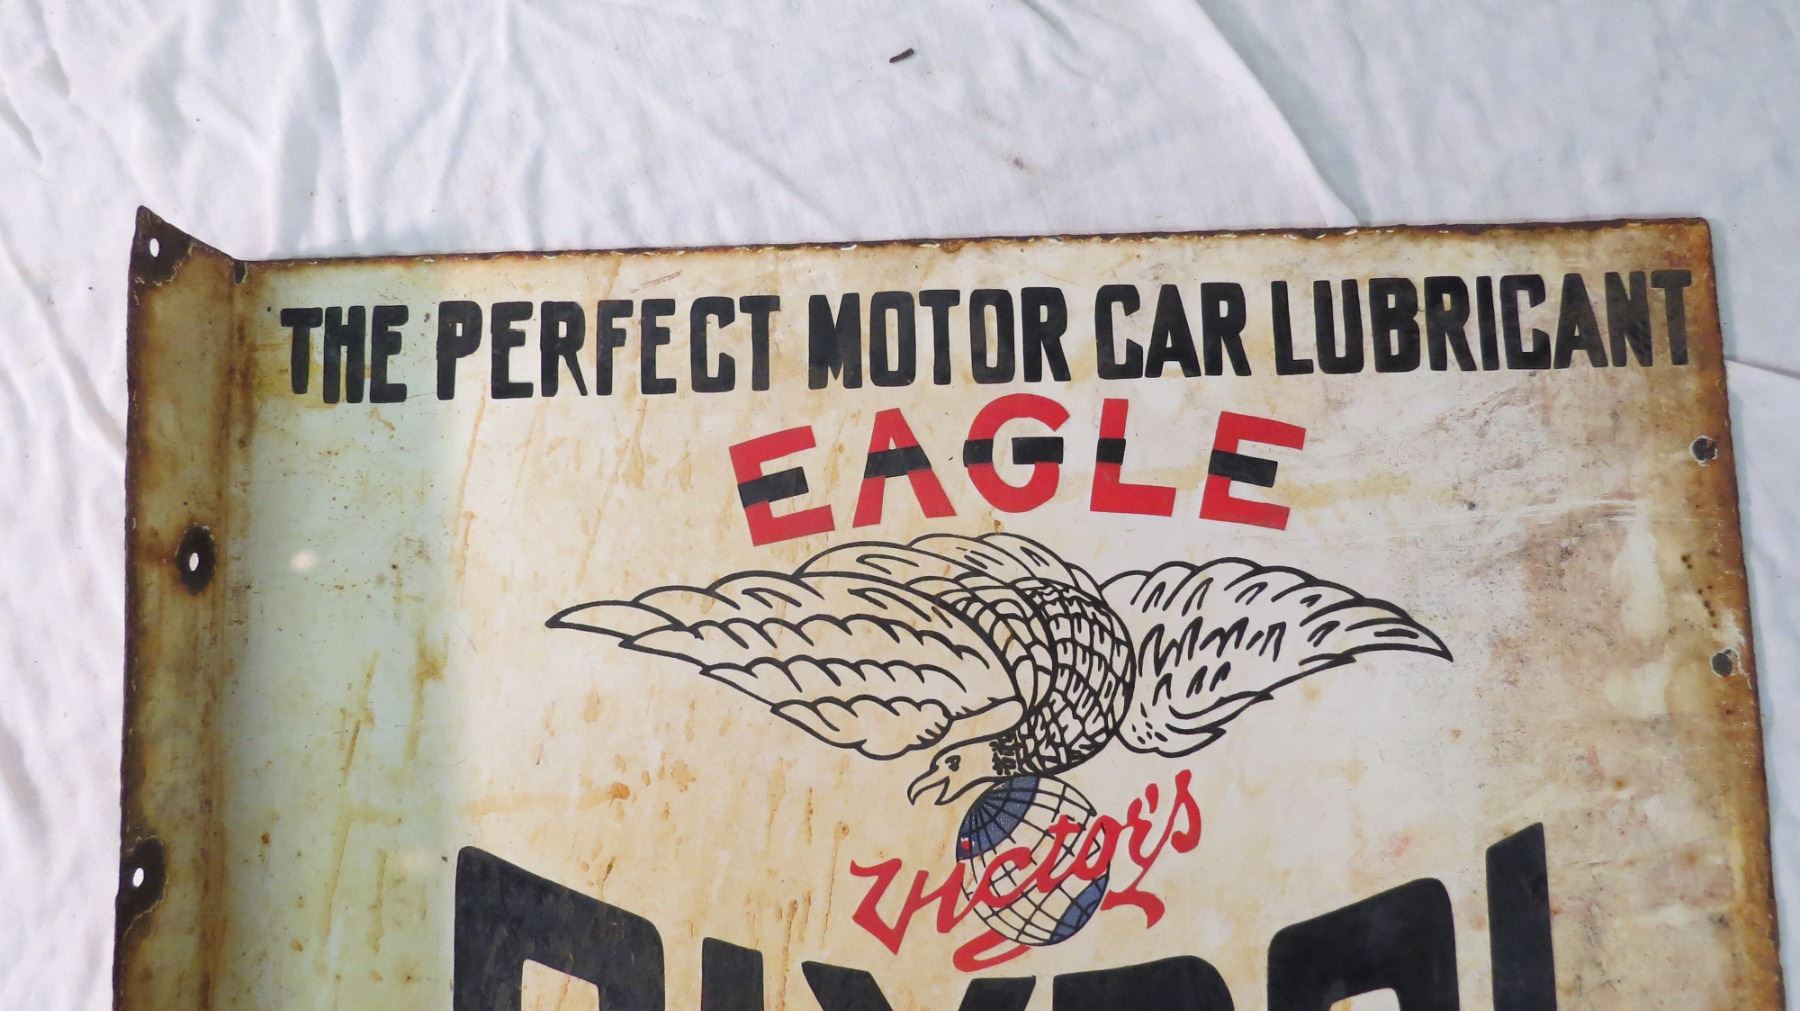 THE PERFECT MOTOR CAR LUBRICANT
EAGLE
Victor's